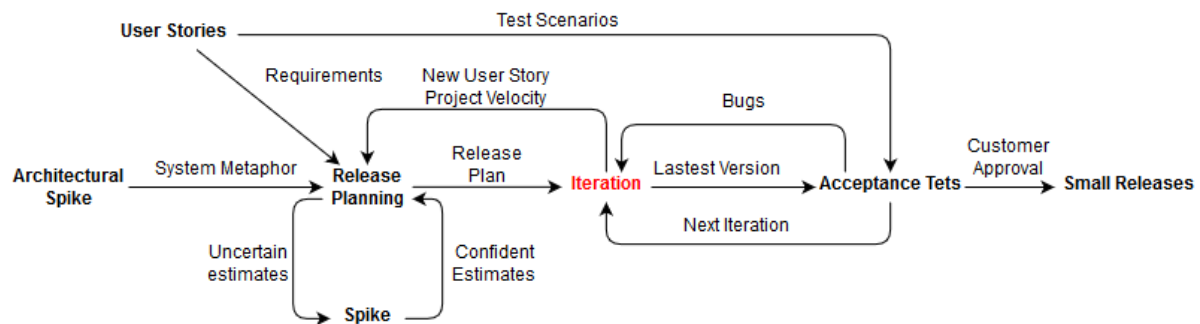 Test Scenarios
User Stories
Requirements
New User Story
Project Velocity
Bugs
Architectural
Spike
System Metaphor
Release
Planning
Release
Plan
Iteration
Lastest Version
Acceptance Tets
Customer
Approval
Small Releases
Next Iteration
Uncertain
estimates
Confident
Estimates
Spike